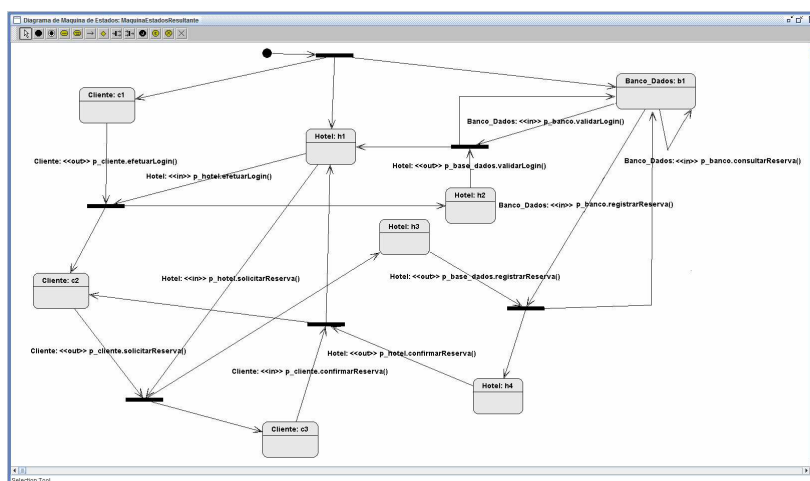 Diagrama de Maquina de Estados: MaquinaEstadosResultante
Banco_Dados: b1
Cliente: c1
Banco_Dados: <<in>> p_banco.validarLogin()
Hotel: h1
Cliente: <<out>> p_cliente.efetuarLogin()
Hotel: <<out>> p_base_dados.validarLogin()
Banco_Dados: <<in>> p_banco.consultarReserva()
Hotel: <<in>> p_hotel.efetuarLogin()
Hotel: h2
Banco_Dados: <<in>> p_banco.registrarReserva()
Hotel: h3
Hotel: <<in>> p_hotel.solicitarReserva()
Hotel: <<out>> p_base_dados.registrarReserva()
Cliente: c2
Cliente: <<out>> p_cliente.solicitarReserva()
Hotel: <<out>> p_hotel.confirmarReserva()
Cliente: <<in>> p_cliente.confirmarReserva()
Hotel: h4
Cliente: c3
Selection Tool